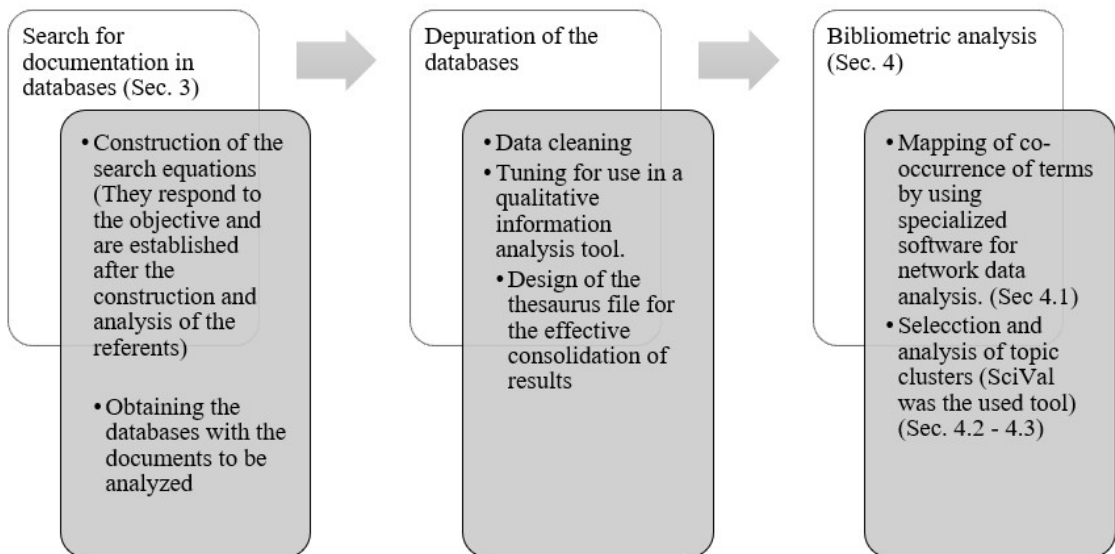 Search for
documentation in
databases (Sec. 3)
• Construction of the
search equations
(They respond to
the objective and
are established
after the
construction and
analysis of the
referents)
• Obtaining the
databases with the
documents to be
analyzed
Depuration of the
databases
• Data cleaning
• Tuning for use in a
qualitative
information
analysis tool.
• Design of the
thesaurus file for
the effective
consolidation of
results
Bibliometric analysis
(Sec. 4)
• Mapping of co-
occurrence of terms
by using
specialized
software for
network data
analysis. (Sec 4.1)
• Selecction and
analysis of topic
clusters (SciVal
was the used tool)
(Sec. 4.2 - 4.3)